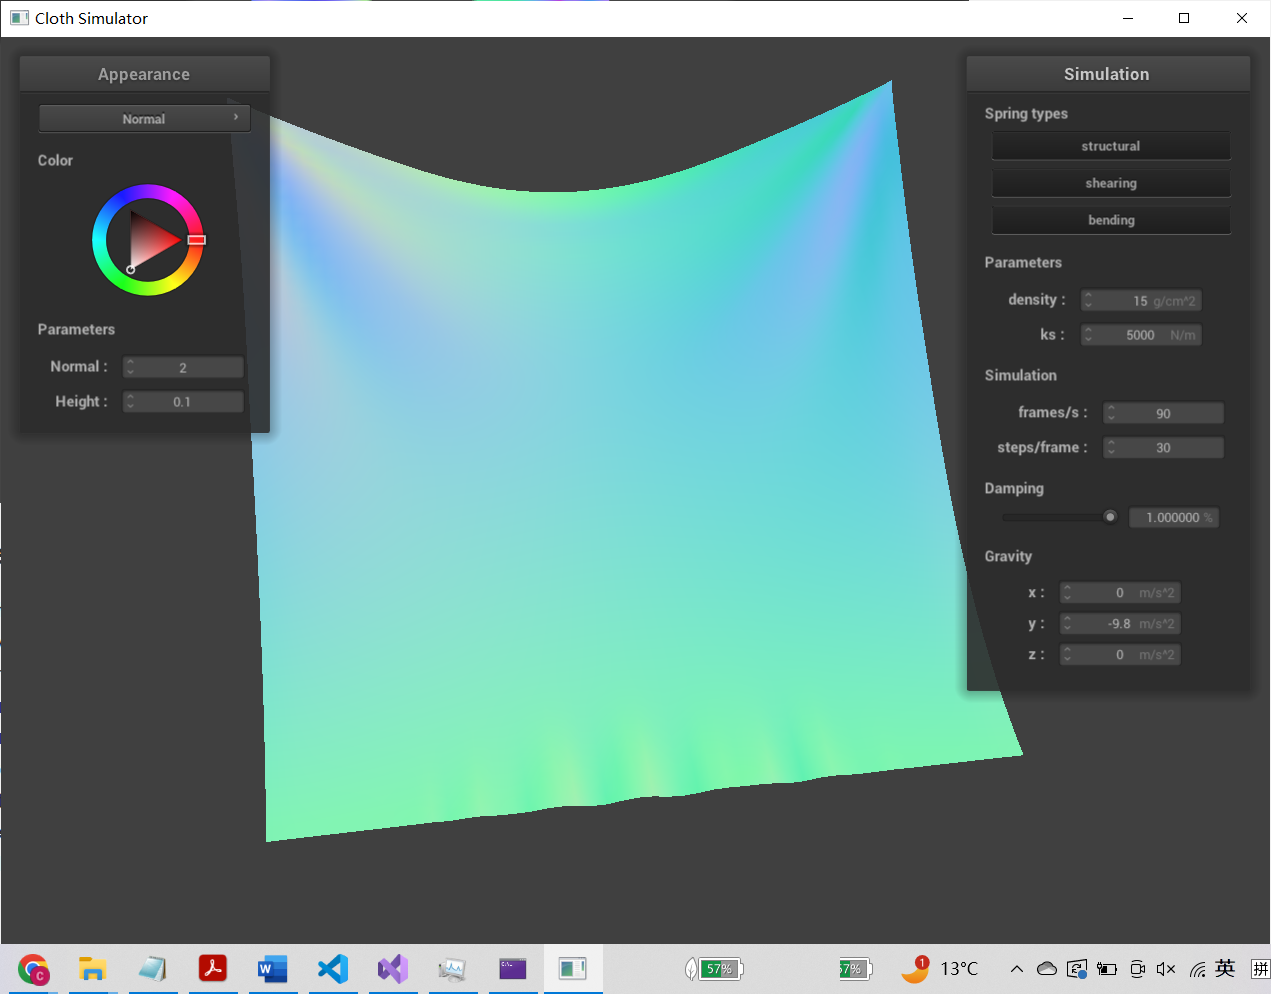 Cloth Simulator
Appearance
Normal
Color
Parameters
Normal : 2
Height : 0.1
Simulation
Spring types
structural
shearing
bending
Parameters
density : 15 g/cm^2
ks : 5000 N/m
Simulation
frames/s : 90
steps/frame : 30
Damping
1.000000 %
Gravity
x : 0 m/s^2
y : -9.8 m/s^2
z : 0 m/s^2
C W 57% 57% 1 13°C 英 拼